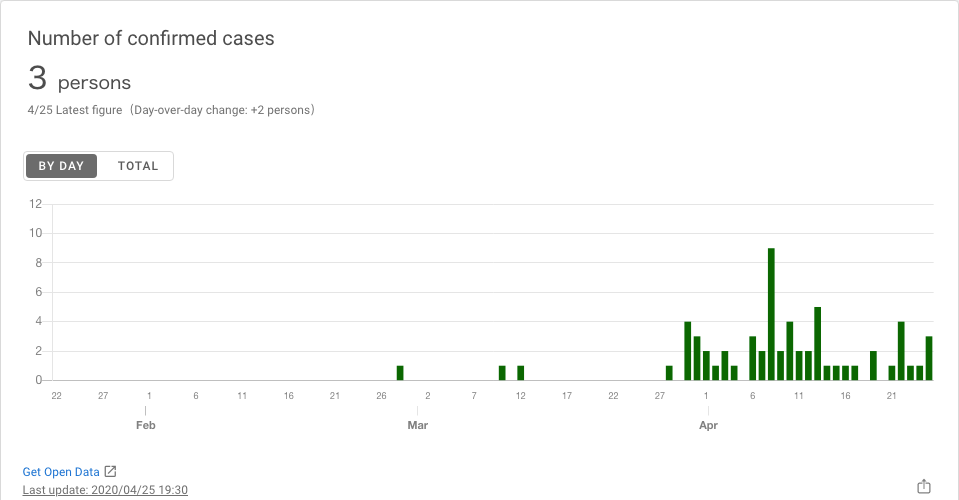 Number of confirmed cases
3 persons
4/25 Latest figure（Day-over-day change: +2 persons）
BY DAY TOTAL
12
10
8
6
4
2
0
22 27 1 6 11 16 21 26 2 7 12 17 22 27 1 6 11 16 21
Feb Mar Apr
Get Open Data
Last update: 2020/04/25 19:30